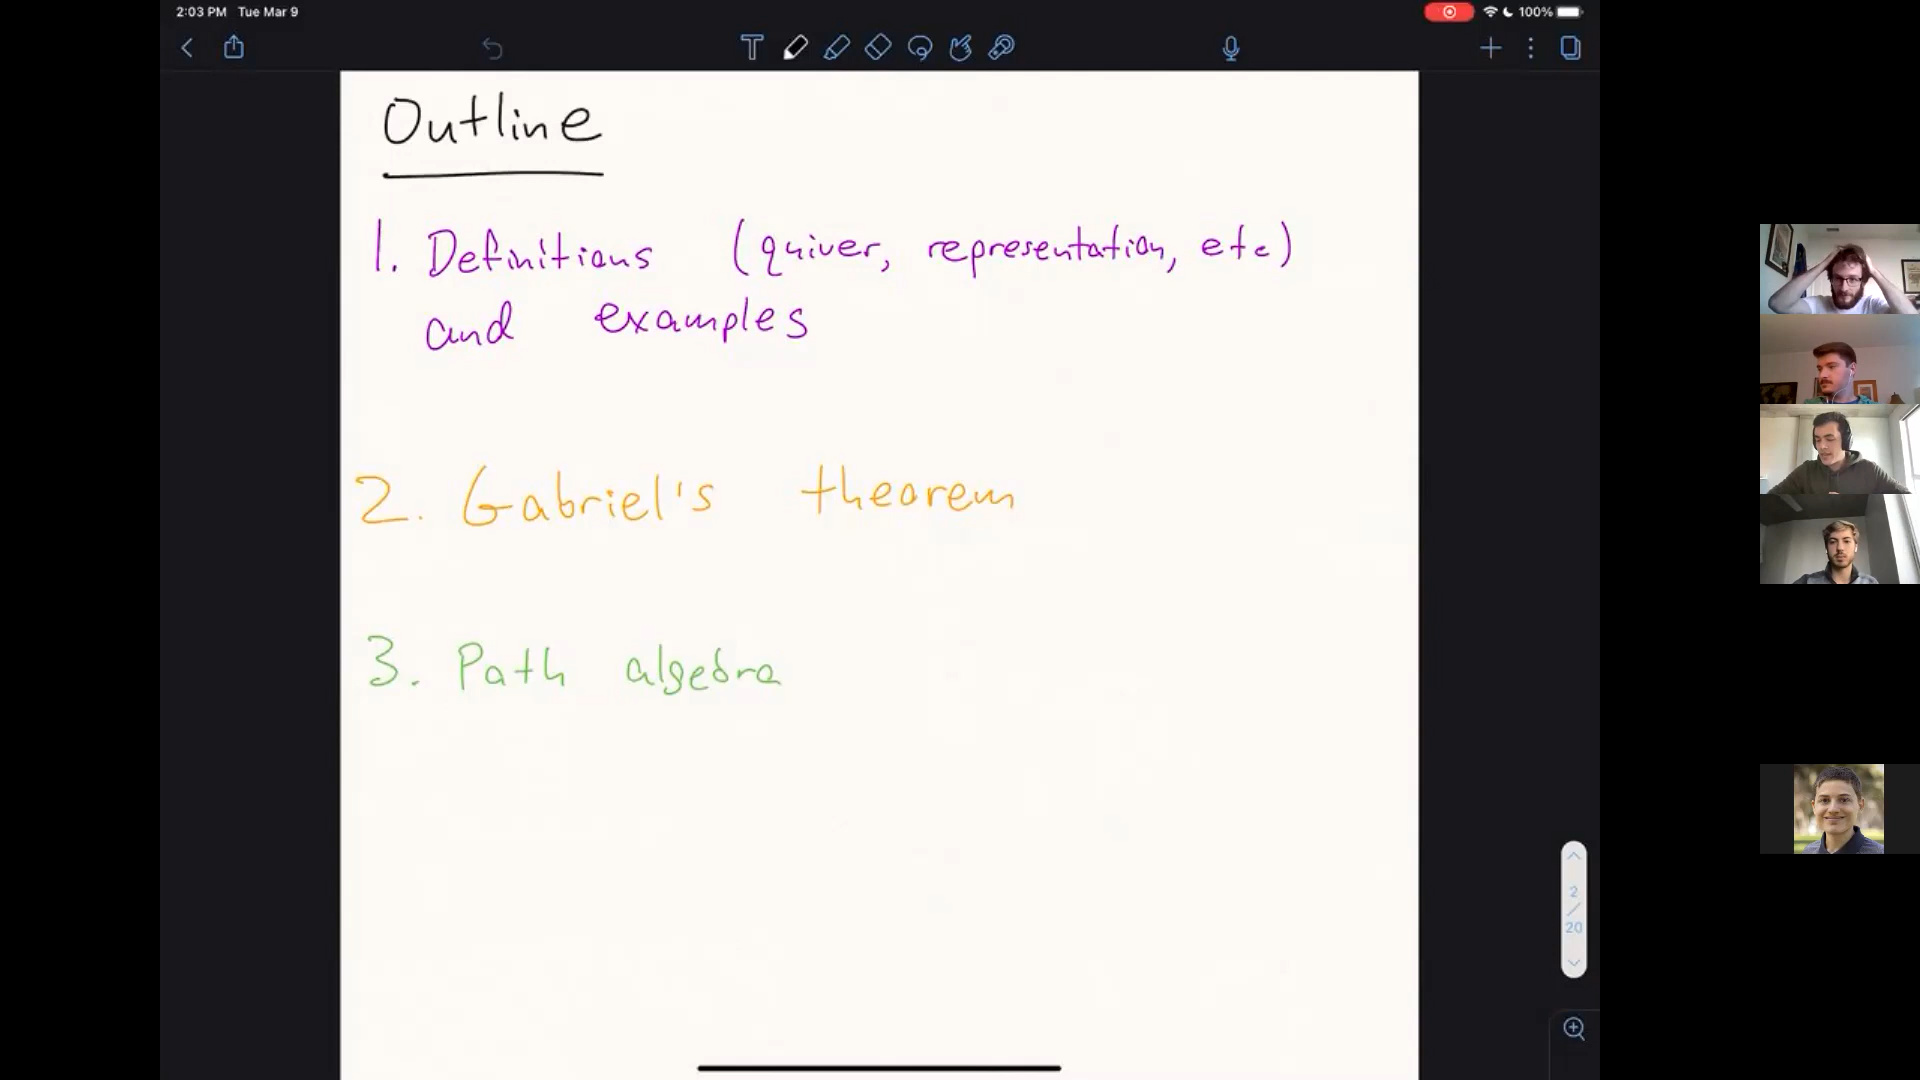 2:03 PM Tue Mar 9
100%
Outline
1. Definitions (quiver, representation, etc)
and examples
2. Gabriel's theorem
3. Path algebra
2
/
20